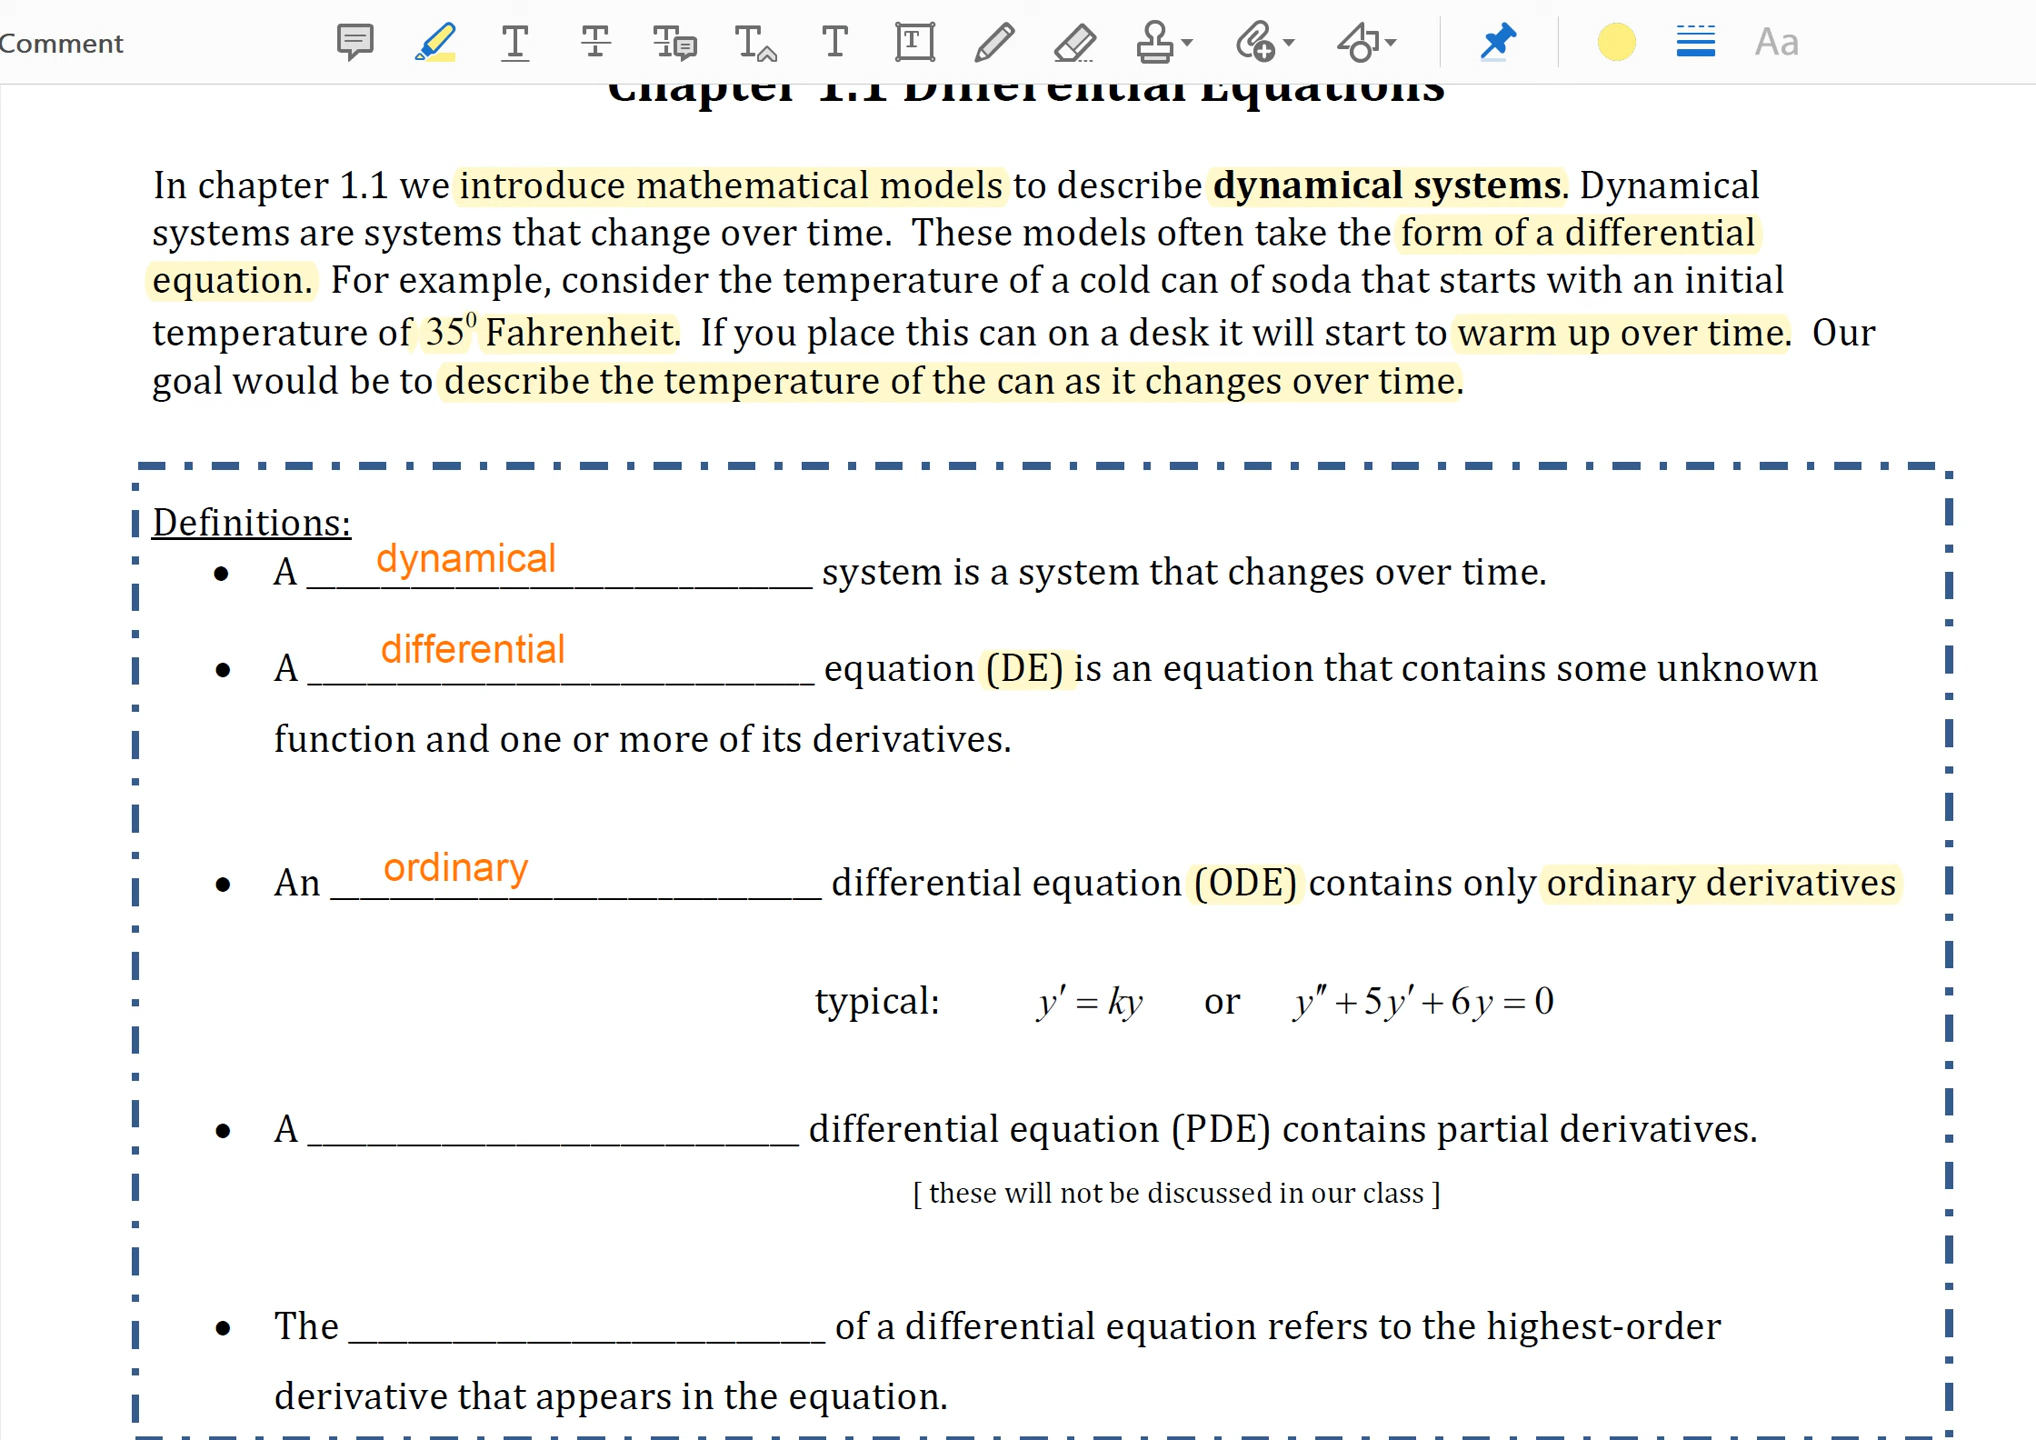 Comment
Aa
Chapter 1.1 Differential Equations
In chapter 1.1 we introduce mathematical models to describe dynamical systems. Dynamical
systems are systems that change over time. These models often take the form of a differential
equation. For example, consider the temperature of a cold can of soda that starts with an initial
temperature of 35⁰ Fahrenheit. If you place this can on a desk it will start to warm up over time. Our
goal would be to describe the temperature of the can as it changes over time.
Definitions:
• A dynamical system is a system that changes over time.
• A differential equation (DE) is an equation that contains some unknown
function and one or more of its derivatives.
• An ordinary differential equation (ODE) contains only ordinary derivatives
typical: y′ = ky or y″ + 5y′ + 6y = 0
• A ______________________ differential equation (PDE) contains partial derivatives.
[ these will not be discussed in our class ]
• The ______________________ of a differential equation refers to the highest-order
derivative that appears in the equation.